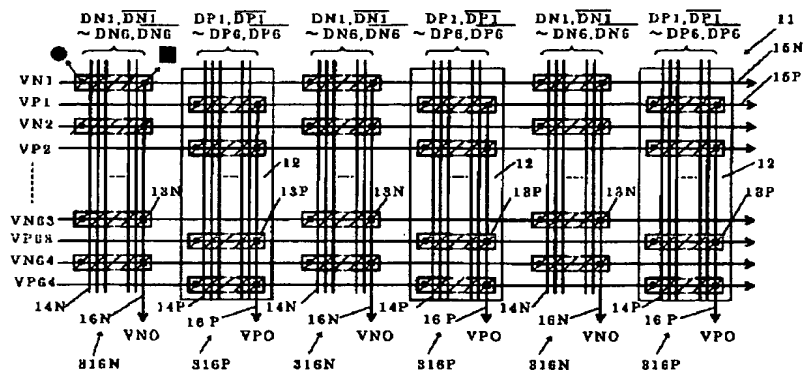 DN1, DN1 DP1, DP1 DN1, DN1 DP1, DP1 DN1, DN1 DP1, DP1 11
~DN6, DN6 ~DP6, DP6 ~DN6, DN6 ~DP6, DP6 ~DN6, DN6 ~DP6, DP6 15N
VN1 15P
VP1
VN2
VP2 12 12 12
13N 13P 13N 13P 13N 13P
VN63
VP63
VN64
VP64
14N 16N 14P 16P 14N 16N 14P 16P 14N 16N 14P 16P
VNO VPO VNO VPO VNO VPO
316N 316P 316N 316P 316N 316P